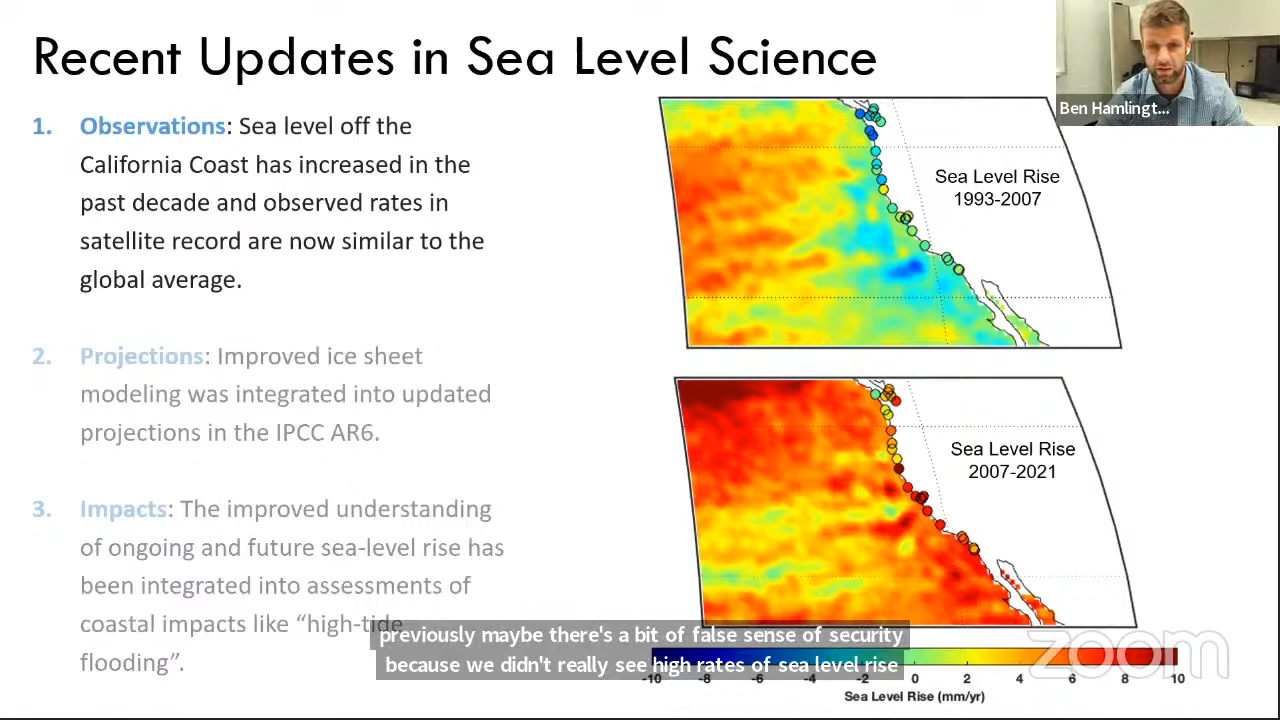 Recent Updates in Sea Level Science
Ben Hamlingt...
1. Observations: Sea level off the
California Coast has increased in the
past decade and observed rates in
satellite record are now similar to the
global average.
2. Projections: Improved ice sheet
modeling was integrated into updated
projections in the IPCC AR6.
3. Impacts: The improved understanding
of ongoing and future sea-level rise has
been integrated into assessments of
coastal impacts like “high-tide
flooding”.
Sea Level Rise
1993-2007
Sea Level Rise
2007-2021
previously maybe there's a bit of false sense of security
because we didn't really see high rates of sea level rise
zoom
-10 -8 -6 -4 -2 0 2 4 6 8 10
Sea Level Rise (mm/yr)